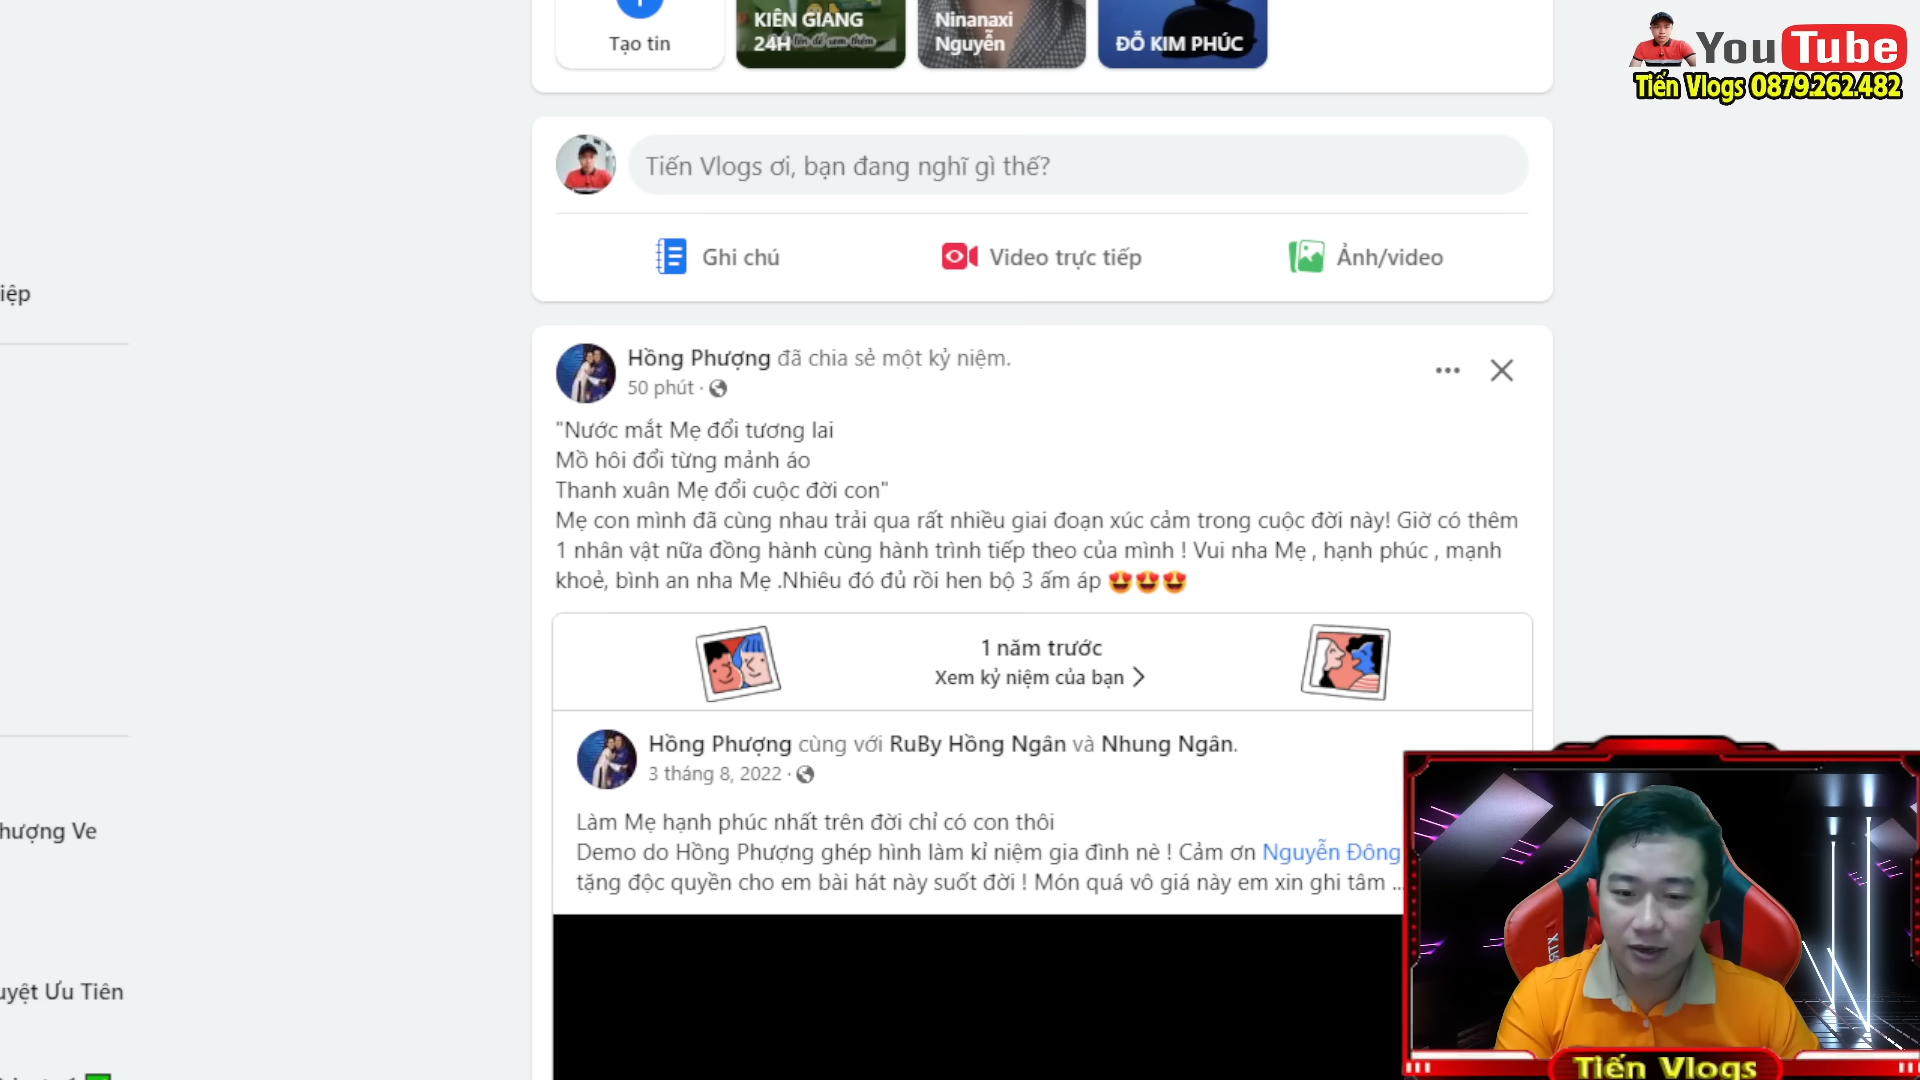 Tạo tin
KIÊN GIANG
24H
Ninanaxi
Nguyễn
ĐỖ KIM PHÚC
YouTube
Tiến Vlogs 0879.262.482
Tiến Vlogs ơi, bạn đang nghĩ gì thế?
Ghi chú
Video trực tiếp
Ảnh/video
iệp
Hồng Phượng đã chia sẻ một kỷ niệm.
50 phút ·
"Nước mắt Mẹ đổi tương lai
Mồ hôi đổi từng mảnh áo
Thanh xuân Mẹ đổi cuộc đời con"
Mẹ con mình đã cùng nhau trải qua rất nhiều giai đoạn xúc cảm trong cuộc đời này! Giờ có thêm
1 nhân vật nữa đồng hành cùng hành trình tiếp theo của mình ! Vui nha Mẹ , hạnh phúc , mạnh
khoẻ, bình an nha Mẹ .Nhiêu đó đủ rồi hen bộ 3 ấm áp 😍😍😍
1 năm trước
Xem kỷ niệm của bạn
Hồng Phượng cùng với RuBy Hồng Ngân và Nhung Ngân.
3 tháng 8, 2022 ·
Làm Mẹ hạnh phúc nhất trên đời chỉ có con thôi
Demo do Hồng Phượng ghép hình làm kỉ niệm gia đình nè ! Cảm ơn Nguyễn Đông
tặng độc quyền cho em bài hát này suốt đời ! Món quá vô giá này em xin ghi tâm ...
hượng Ve
uyệt Ưu Tiên
Tiến Vlogs